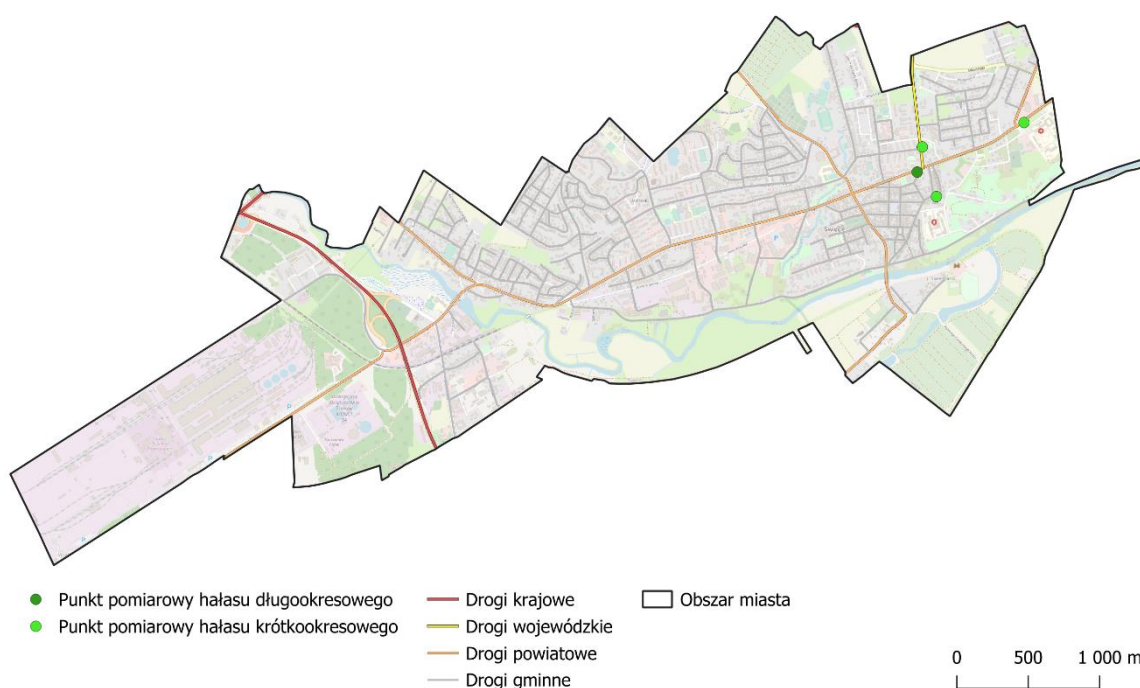 Punkt pomiarowy hałasu długookresowego
Punkt pomiarowy hałasu krótkookresowego
Drogi krajowe
Drogi wojewódzkie
Drogi powiatowe
Drogi gminne
Obszar miasta
0 500 1 000 m